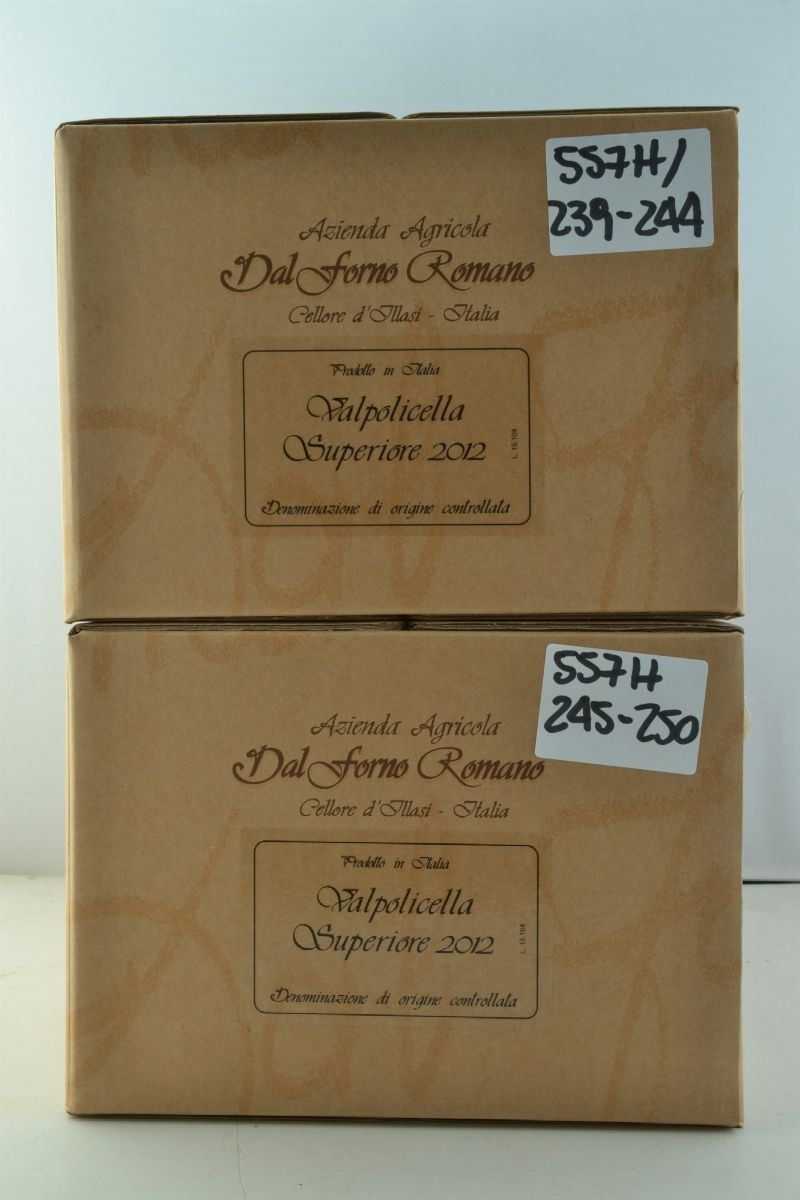 557H/
239-244
Azienda Agricola
Dal Forno Romano
Cellore d'Illasi - Italia
Prodotto in Italia
Valpolicella
Superiore 2012
L. 15.104
Denominazione di origine controllata
557H
245-250
Azienda Agricola
Dal Forno Romano
Cellore d'Illasi - Italia
Prodotto in Italia
Valpolicella
Superiore 2012
L. 15.104
Denominazione di origine controllata